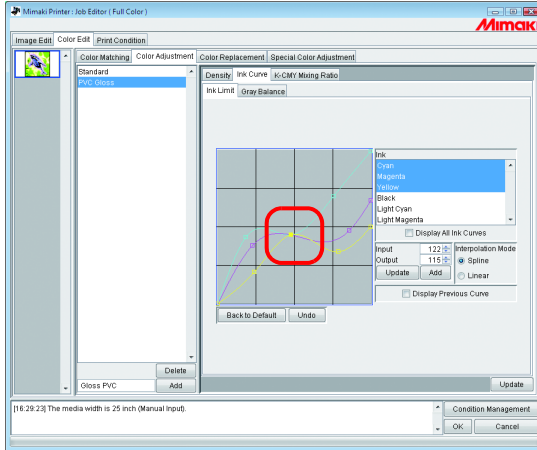 Mimaki Printer : Job Editor ( Full Color )
Mimaki
Image Edit Color Edit Print Condition
Color Matching Color Adjustment Color Replacement Special Color Adjustment
Standard
PVC Gloss
Density Ink Curve K-CMY Mixing Ratio
Ink Limit Gray Balance
Ink
Cyan
Magenta
Yellow
Black
Light Cyan
Light Magenta
Display All Ink Curves
Input 122 Interpolation Mode
Output 115 Spline
Update Add Linear
Display Previous Curve
Back to Default Undo
Delete
Gloss PVC Add
Update
[16:29:23] The media width is 25 inch (Manual Input).
Condition Management
OK Cancel